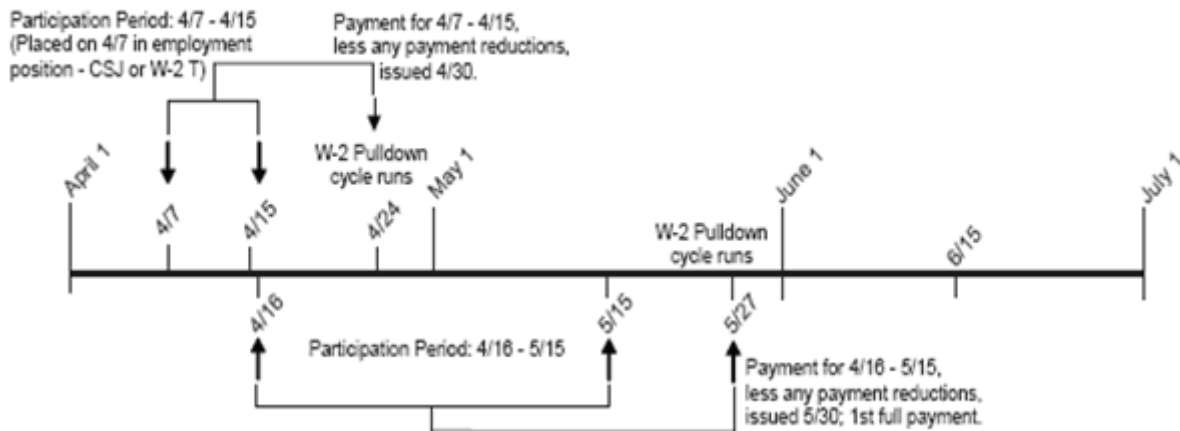 Participation Period: 4/7 - 4/15
(Placed on 4/7 in employment
position - CSJ or W-2 T)
Payment for 4/7 - 4/15,
less any payment reductions,
issued 4/30.
W-2 Pulldown
cycle runs
April 1
4/7
4/15
4/24
May 1
W-2 Pulldown
cycle runs
June 1
6/15
July 1
4/16
5/15
5/27
Participation Period: 4/16 - 5/15
Payment for 4/16 - 5/15,
less any payment reductions,
issued 5/30; 1st full payment.